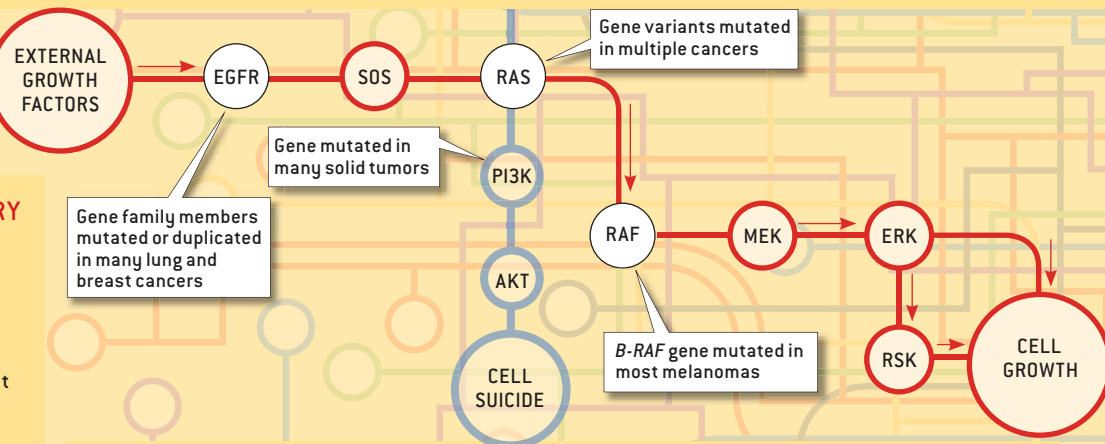 EXTERNAL
GROWTH
FACTORS
EGFR
SOS
RAS
Gene variants mutated
in multiple cancers
Gene mutated in
many solid tumors
PI3K
Gene family members
mutated or duplicated
in many lung and
breast cancers
RAF
MEK
ERK
AKT
B-RAF gene mutated in
most melanomas
RSK
CELL
GROWTH
CELL
SUICIDE
RY
t